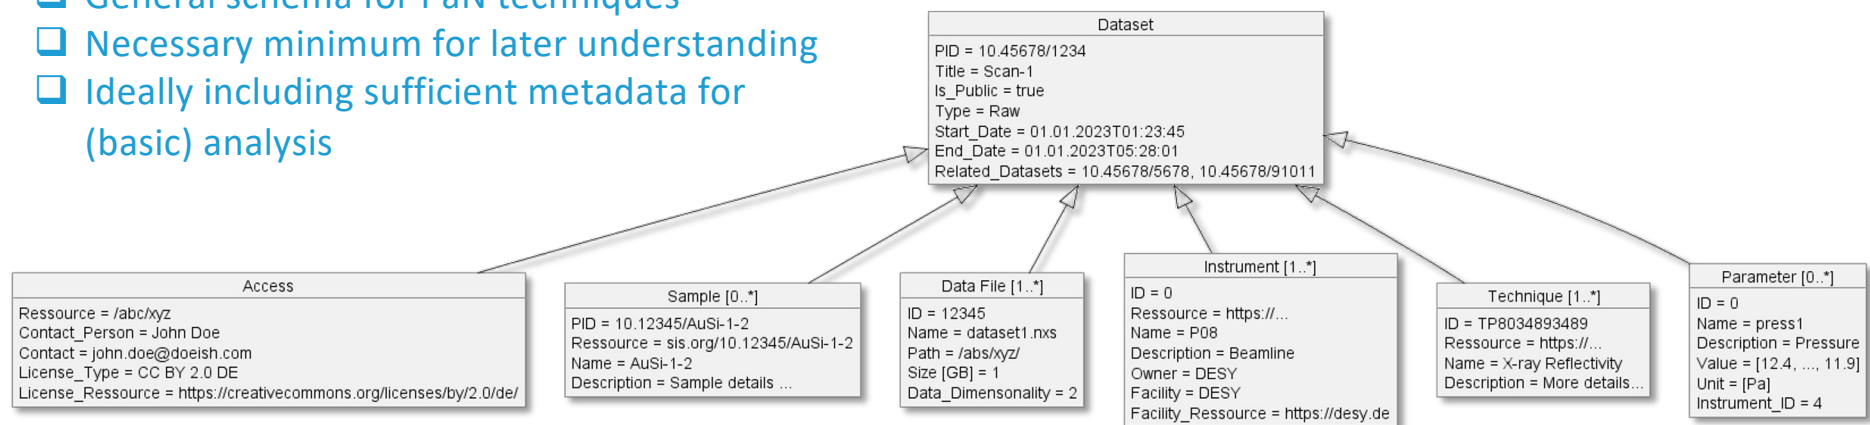 General schema for PaN techniques
Necessary minimum for later understanding
Ideally including sufficient metadata for
(basic) analysis
Dataset
PID = 10.45678/1234
Title = Scan-1
Is_Public = true
Type = Raw
Start_Date = 01.01.2023T01:23:45
End_Date = 01.01.2023T05:28:01
Related_Datasets = 10.45678/5678, 10.45678/91011
Access
Ressource = /abc/xyz
Contact_Person = John Doe
Contact = john.doe@doeish.com
License_Type = CC BY 2.0 DE
License_Ressource = https://creativecommons.org/licenses/by/2.0/de/
Sample [0..*]
PID = 10.12345/AuSi-1-2
Ressource = sis.org/10.12345/AuSi-1-2
Name = AuSi-1-2
Description = Sample details ...
Data File [1..*]
ID = 12345
Name = dataset1.nxs
Path = /abs/xyz/
Size [GB] = 1
Data_Dimensonality = 2
Instrument [1..*]
ID = 0
Ressource = https://...
Name = P08
Description = Beamline
Owner = DESY
Facility = DESY
Facility_Ressource = https://desy.de
Technique [1..*]
ID = TP8034893489
Ressource = https://...
Name = X-ray Reflectivity
Description = More details...
Parameter [0..*]
ID = 0
Name = press1
Description = Pressure
Value = [12.4, ..., 11.9]
Unit = [Pa]
Instrument_ID = 4